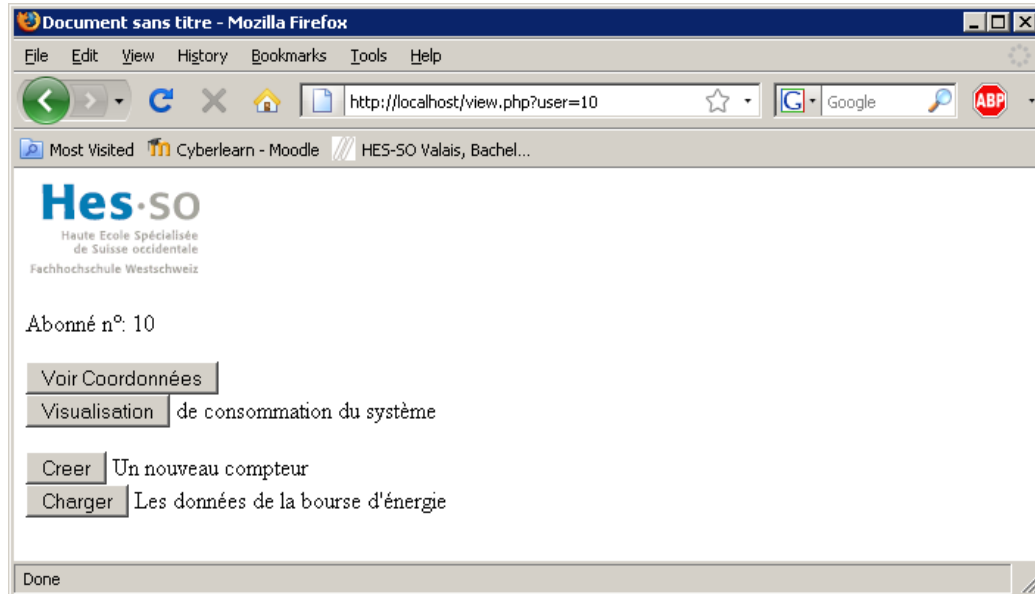 Document sans titre - Mozilla Firefox
File Edit View History Bookmarks Tools Help
http://localhost/view.php?user=10 G Google ABP
Most Visited Cyberlearn - Moodle HES-SO Valais, Bachel...
Hes·so
Haute Ecole Spécialisée
de Suisse occidentale
Fachhochschule Westschweiz
Abonné n°: 10
Voir Coordonnées
Visualisation de consommation du système
Creer Un nouveau compteur
Charger Les données de la bourse d'énergie
Done